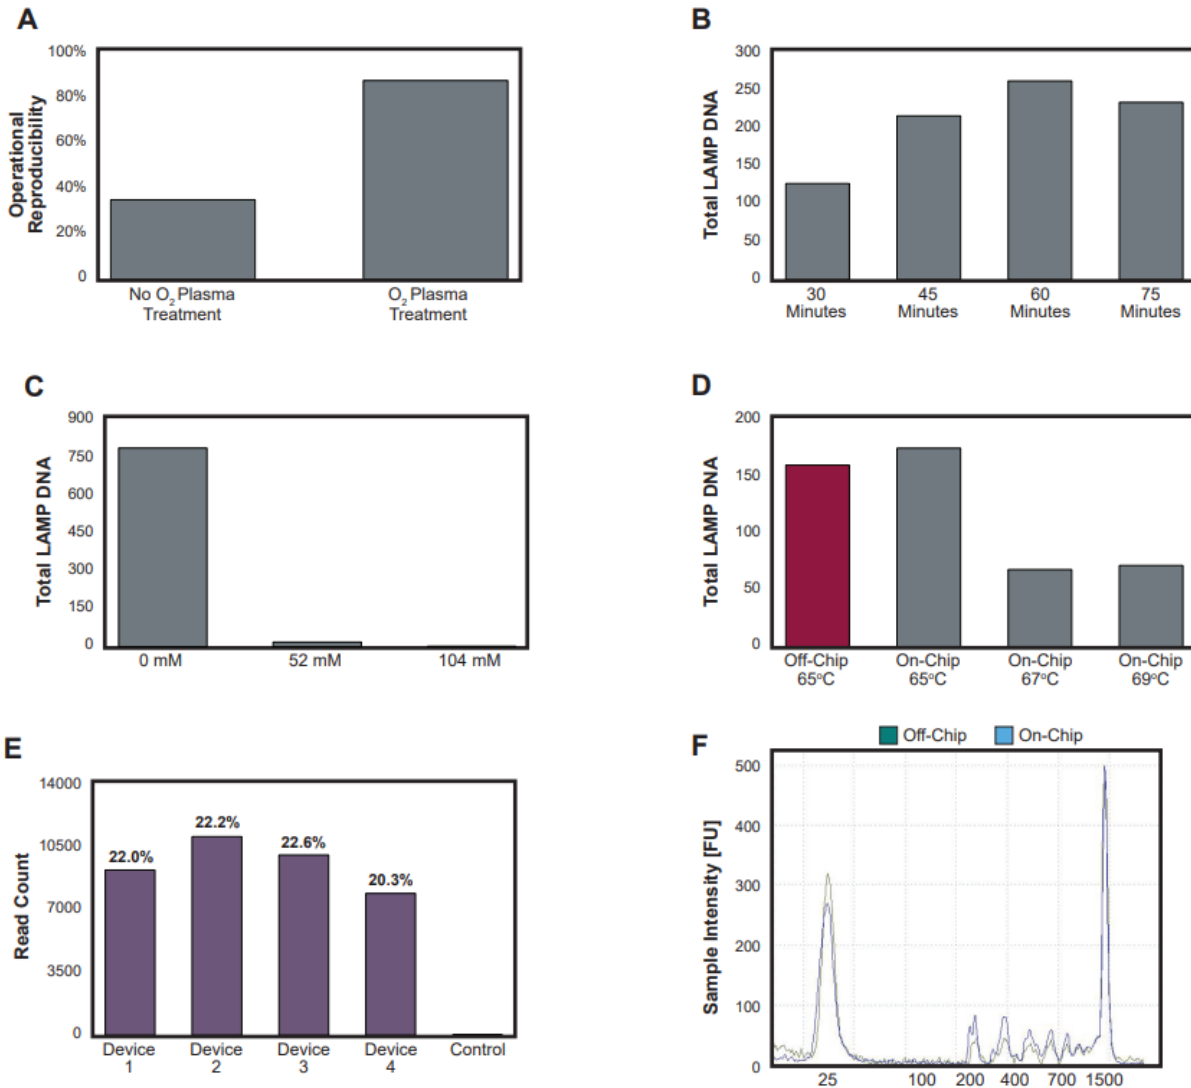 A
Operational
Reproducibility
100%
80%
60%
40%
20%
0
No O2 Plasma
Treatment
O2 Plasma
Treatment
B
Total LAMP DNA
300
250
200
150
100
50
0
30
Minutes
45
Minutes
60
Minutes
75
Minutes
C
Total LAMP DNA
900
750
600
450
300
150
0
0 mM
52 mM
104 mM
D
Total LAMP DNA
200
150
100
50
0
Off-Chip
65°C
On-Chip
65°C
On-Chip
67°C
On-Chip
69°C
E
Read Count
14000
10500
7000
3500
0
22.0%
22.2%
22.6%
20.3%
Device
1
Device
2
Device
3
Device
4
Control
F
Off-Chip
On-Chip
Sample Intensity [FU]
500
400
300
200
100
0
25
100
200
400
700
1500